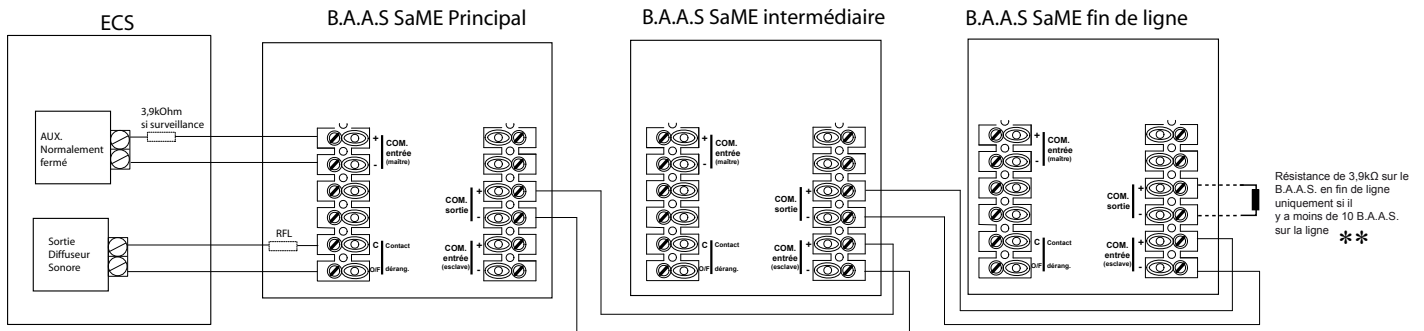 ECS
B.A.A.S SaME Principal
B.A.A.S SaME intermédiaire
B.A.A.S SaME fin de ligne
3,9kOhm
si surveillance
AUX.
Normalement
fermé
Sortie
Diffuseur
Sonore
RFL
+
-
COM.
entrée
(maître)
C
Contact
O/F
dérang.
COM.
sortie
+
-
COM.
entrée
(esclave)
+
-
+
-
COM.
entrée
(maître)
C
Contact
O/F
dérang.
COM.
sortie
+
-
COM.
entrée
(esclave)
+
-
+
-
COM.
entrée
(maître)
C
Contact
O/F
dérang.
COM.
sortie
+
-
COM.
entrée
(esclave)
+
-
Résistance de 3,9kΩ sur le
B.A.A.S. en fin de ligne
uniquement si il
y a moins de 10 B.A.A.S.
sur la ligne **